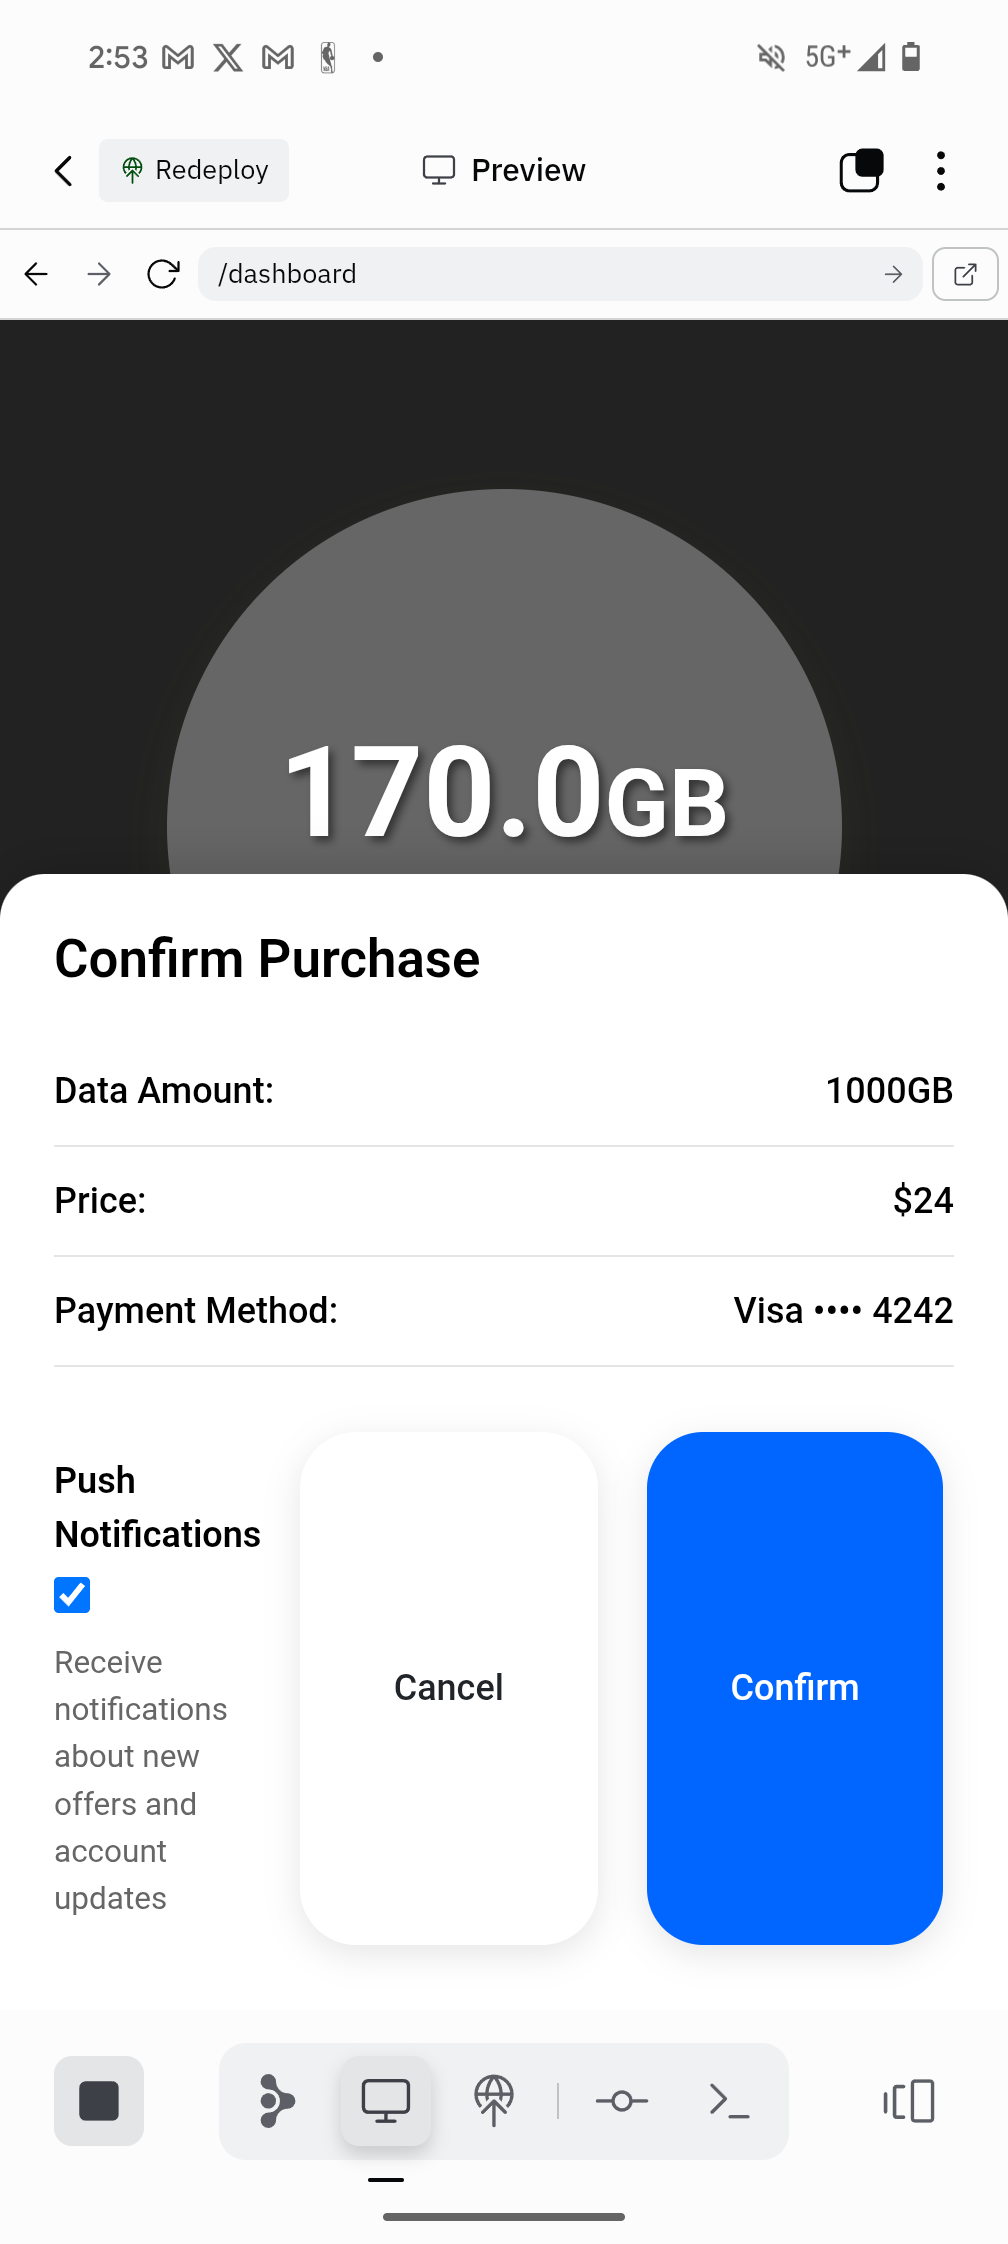 2:53
5G+
Redeploy
Preview
/dashboard
170.0GB
Confirm Purchase
Data Amount: 1000GB
Price: $24
Payment Method: Visa •••• 4242
Push
Notifications
Receive
notifications
about new
offers and
account
updates
Cancel
Confirm